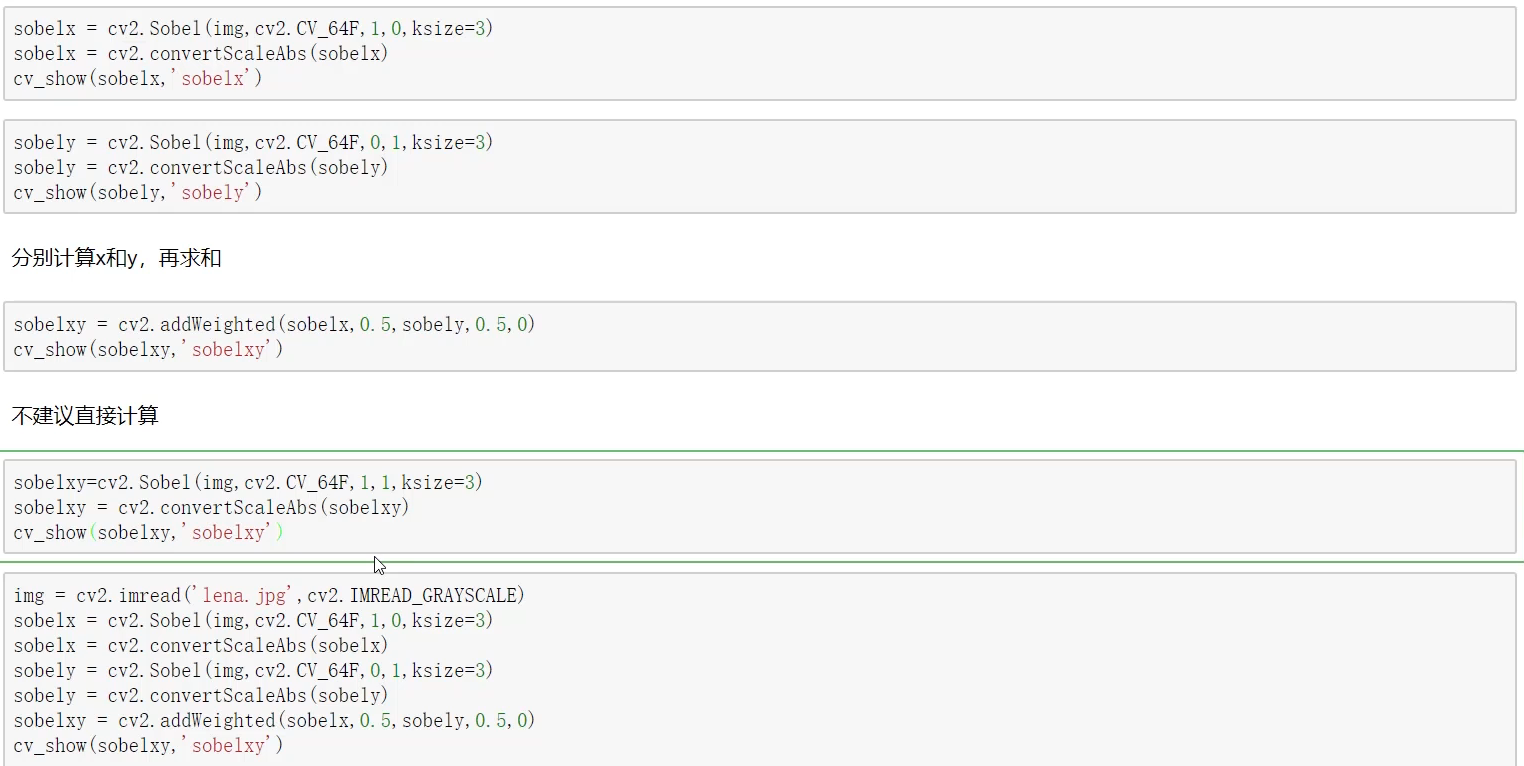 sobelx = cv2.Sobel(img,cv2.CV_64F,1,0,ksize=3)
sobelx = cv2.convertScaleAbs(sobelx)
cv_show(sobelx,'sobelx')
sobely = cv2.Sobel(img,cv2.CV_64F,0,1,ksize=3)
sobely = cv2.convertScaleAbs(sobely)
cv_show(sobely,'sobely')
分别计算x和y，再求和
sobelxy = cv2.addWeighted(sobelx,0.5,sobely,0.5,0)
cv_show(sobelxy,'sobelxy')
不建议直接计算
sobelxy=cv2.Sobel(img,cv2.CV_64F,1,1,ksize=3)
sobelxy = cv2.convertScaleAbs(sobelxy)
cv_show(sobelxy,'sobelxy')
img = cv2.imread('lena.jpg',cv2.IMREAD_GRAYSCALE)
sobelx = cv2.Sobel(img,cv2.CV_64F,1,0,ksize=3)
sobelx = cv2.convertScaleAbs(sobelx)
sobely = cv2.Sobel(img,cv2.CV_64F,0,1,ksize=3)
sobely = cv2.convertScaleAbs(sobely)
sobelxy = cv2.addWeighted(sobelx,0.5,sobely,0.5,0)
cv_show(sobelxy,'sobelxy')